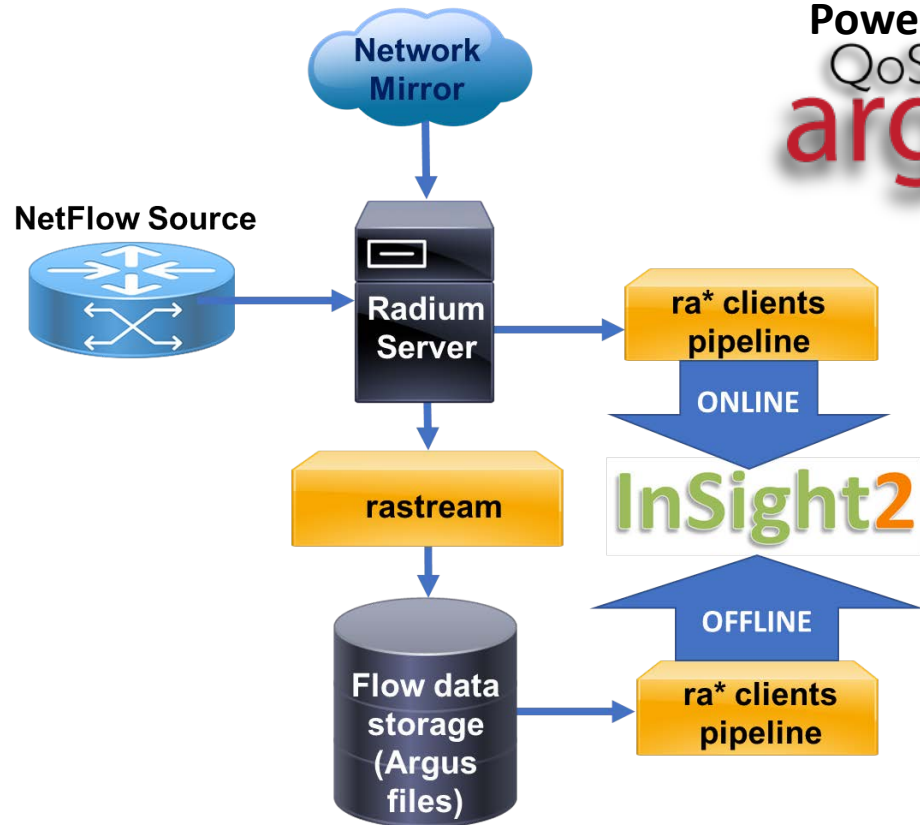 Network
Mirror
NetFlow Source
Radium
Server
ra* clients
pipeline
ONLINE
rastream
InSight2
OFFLINE
Flow data
storage
(Argus
files)
ra* clients
pipeline